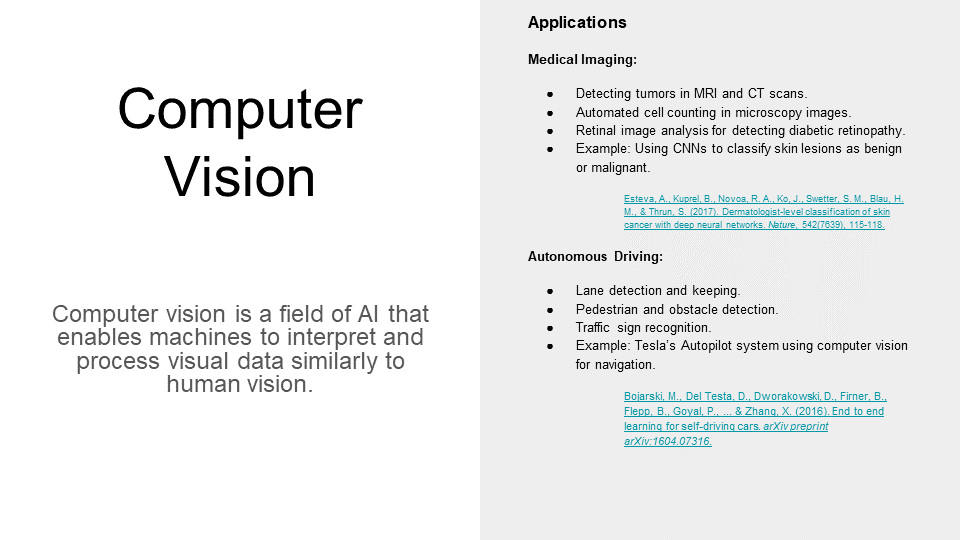 Computer
Vision
Computer vision is a field of AI that
enables machines to interpret and
process visual data similarly to
human vision.
Applications
Medical Imaging:
● Detecting tumors in MRI and CT scans.
● Automated cell counting in microscopy images.
● Retinal image analysis for detecting diabetic retinopathy.
● Example: Using CNNs to classify skin lesions as benign
or malignant.
Esteva, A., Kuprel, B., Novoa, R. A., Ko, J., Swetter, S. M., Blau, H.
M., & Thrun, S. (2017). Dermatologist-level classification of skin
cancer with deep neural networks. Nature, 542(7639), 115-118.
Autonomous Driving:
● Lane detection and keeping.
● Pedestrian and obstacle detection.
● Traffic sign recognition.
● Example: Tesla’s Autopilot system using computer vision
for navigation.
Bojarski, M., Del Testa, D., Dworakowski, D., Firner, B.,
Flepp, B., Goyal, P., ... & Zhang, X. (2016). End to end
learning for self-driving cars. arXiv preprint
arXiv:1604.07316.